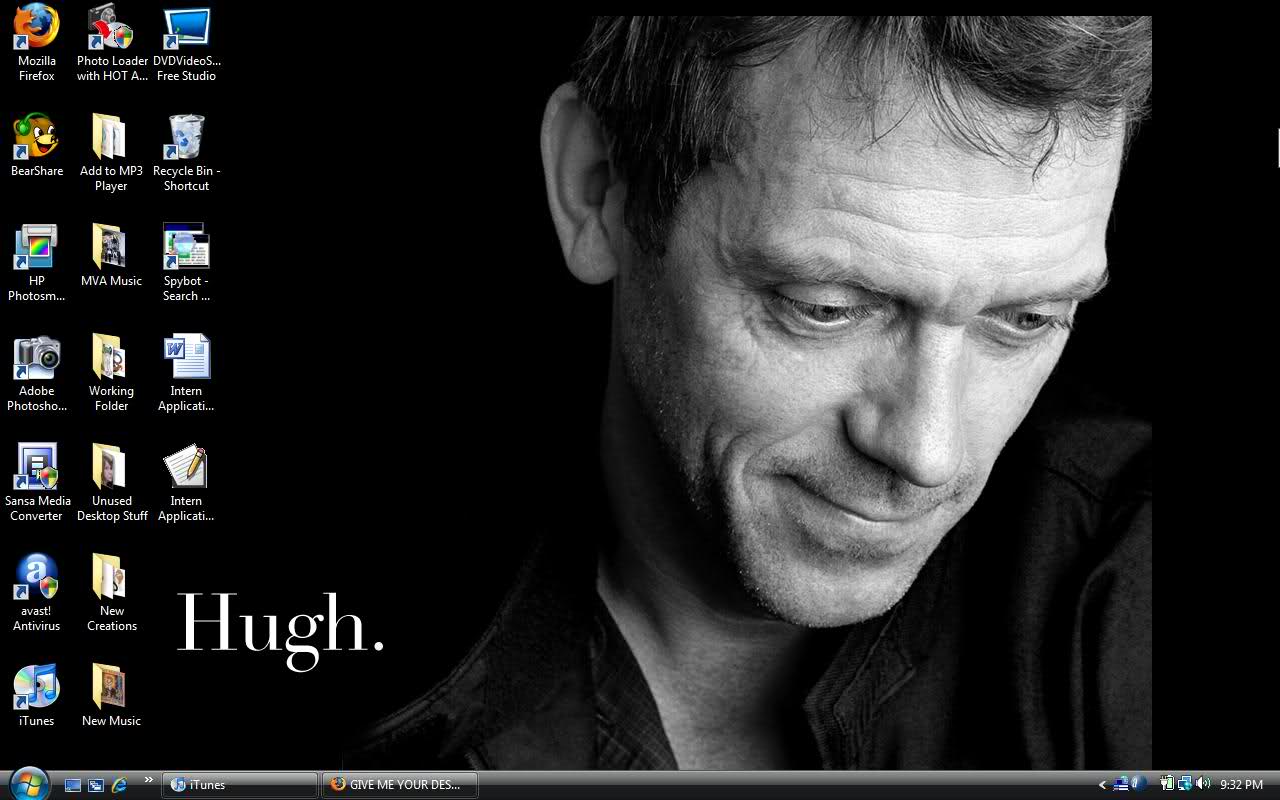 Mozilla
Firefox
Photo Loader
with HOT A...
DVDVideoS...
Free Studio
BearShare
Add to MP3
Player
Recycle Bin -
Shortcut
HP
Photosm...
MVA Music
Spybot -
Search ...
Adobe
Photosho...
Working
Folder
Intern
Applicati...
Sansa Media
Converter
Unused
Desktop Stuff
Intern
Applicati...
avast!
Antivirus
New
Creations
iTunes
New Music
Hugh.
iTunes
GIVE ME YOUR DES...
9:32 PM